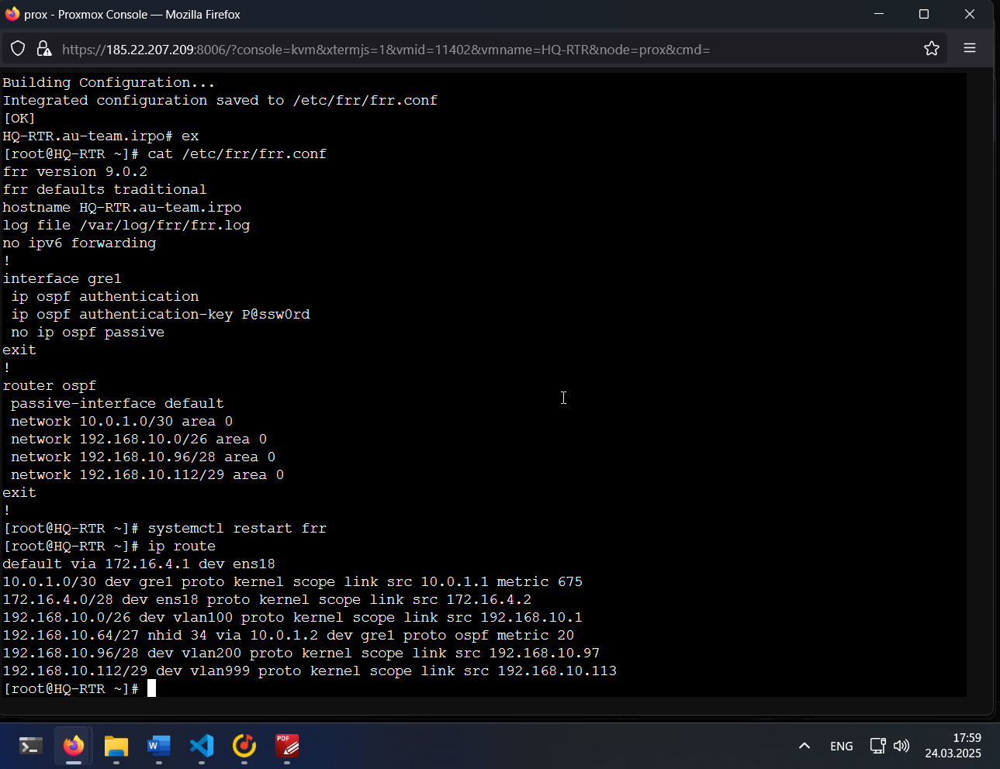 prox - Proxmox Console — Mozilla Firefox
https://185.22.207.209:8006/?console=kvm&xtermjs=1&vmid=11402&vmname=HQ-RTR&node=prox&cmd=
Building Configuration...
Integrated configuration saved to /etc/frr/frr.conf
[OK]
HQ-RTR.au-team.irpo# ex
[root@HQ-RTR ~]# cat /etc/frr/frr.conf
frr version 9.0.2
frr defaults traditional
hostname HQ-RTR.au-team.irpo
log file /var/log/frr/frr.log
no ipv6 forwarding
!
interface gre1
 ip ospf authentication
 ip ospf authentication-key P@ssw0rd
 no ip ospf passive
exit
!
router ospf
 passive-interface default
 network 10.0.1.0/30 area 0
 network 192.168.10.0/26 area 0
 network 192.168.10.96/28 area 0
 network 192.168.10.112/29 area 0
exit
!
[root@HQ-RTR ~]# systemctl restart frr
[root@HQ-RTR ~]# ip route
default via 172.16.4.1 dev ens18
10.0.1.0/30 dev gre1 proto kernel scope link src 10.0.1.1 metric 675
172.16.4.0/28 dev ens18 proto kernel scope link src 172.16.4.2
192.168.10.0/26 dev vlan100 proto kernel scope link src 192.168.10.1
192.168.10.64/27 nhid 34 via 10.0.1.2 dev gre1 proto ospf metric 20
192.168.10.96/28 dev vlan200 proto kernel scope link src 192.168.10.97
192.168.10.112/29 dev vlan999 proto kernel scope link src 192.168.10.113
[root@HQ-RTR ~]#
W
PDF
ENG
17:59
24.03.2025